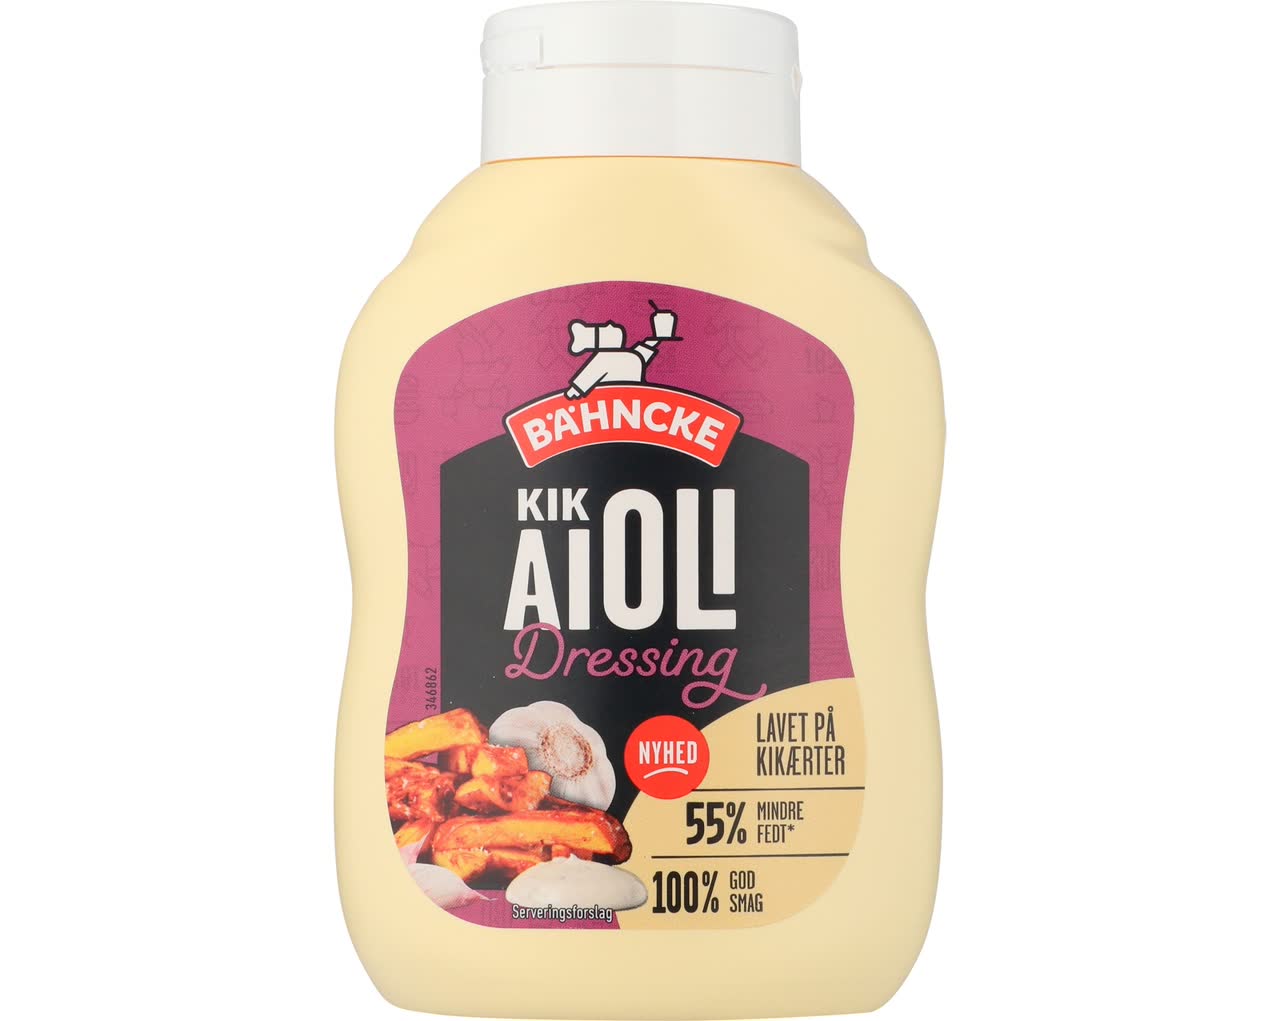 BÄHNCKE
KIK
AIOLI
Dressing
346862
NYHED
LAVET PÅ
KIKÆRTER
55% MINDRE
FEDT*
100% GOD
SMAG
Serveringsforslag